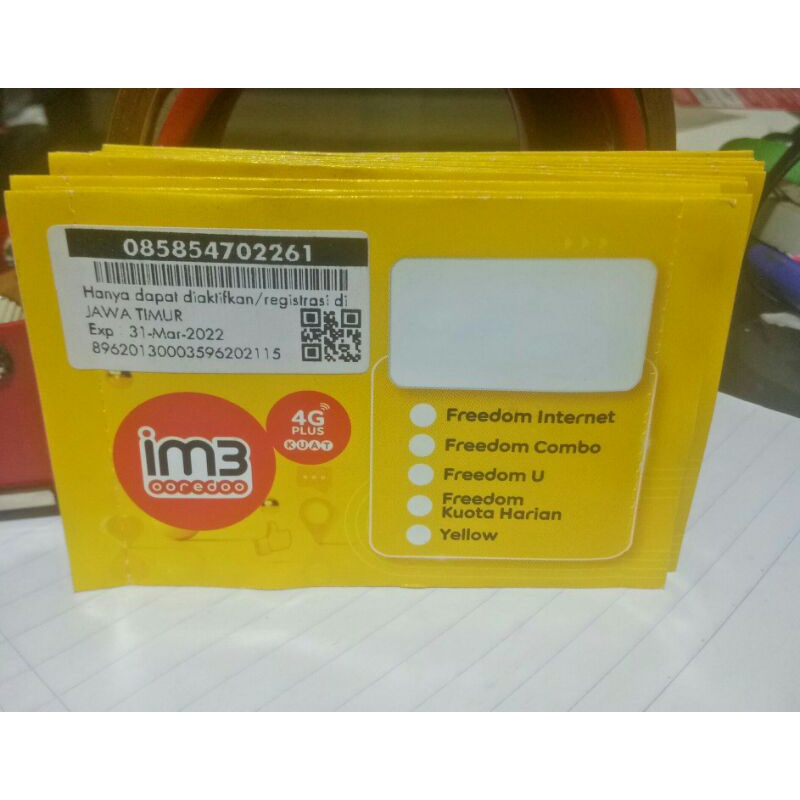 085854702261
Hanya dapat diaktifkan/registrasi di
JAWA TIMUR
Exp : 31-Mar-2022
89620130003596202115
im3
ooredoo
4G
PLUS
KUAT
Freedom Internet
Freedom Combo
Freedom U
Freedom
Kuota Harian
Yellow